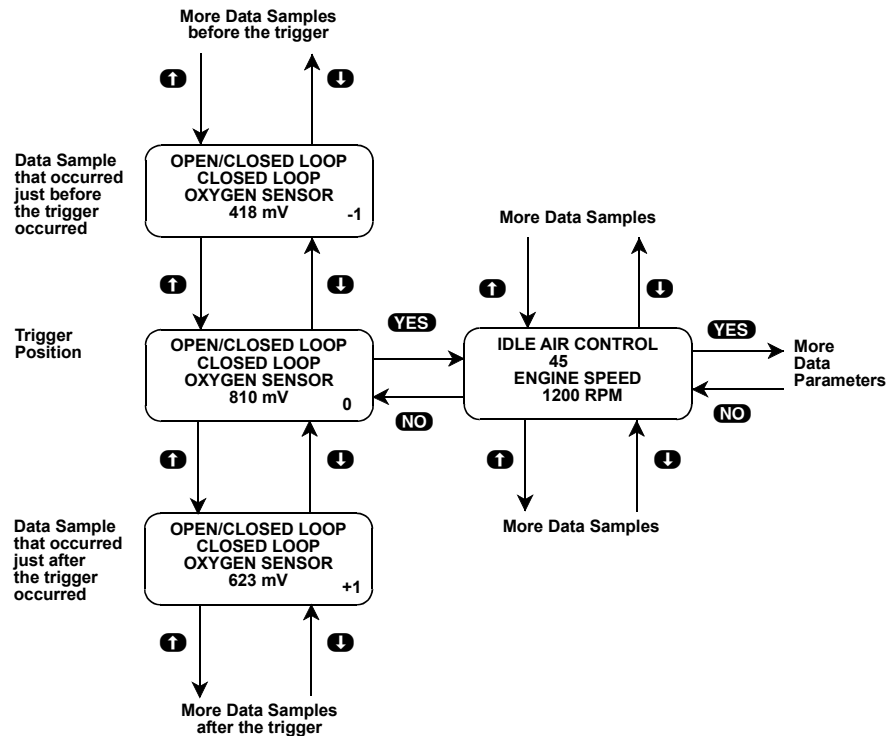 More Data Samples
before the trigger
⬆
⬇
Data Sample
that occurred
just before
the trigger
occurred
OPEN/CLOSED LOOP
CLOSED LOOP
OXYGEN SENSOR
418 mV
-1
⬆
⬇
Trigger
Position
OPEN/CLOSED LOOP
CLOSED LOOP
OXYGEN SENSOR
810 mV
0
YES
NO
More Data Samples
⬆
⬇
IDLE AIR CONTROL
45
ENGINE SPEED
1200 RPM
YES
NO
More
Data
Parameters
⬆
⬇
More Data Samples
⬆
⬇
Data Sample
that occurred
just after
the trigger
occurred
OPEN/CLOSED LOOP
CLOSED LOOP
OXYGEN SENSOR
623 mV
+1
⬆
⬇
More Data Samples
after the trigger